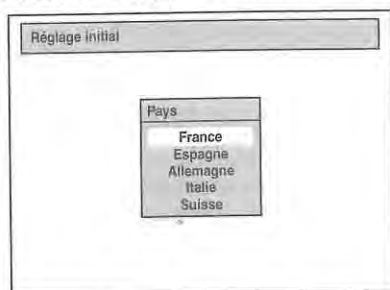 Réglage initial
Pays
France
Espagne
Allemagne
Italie
Suisse